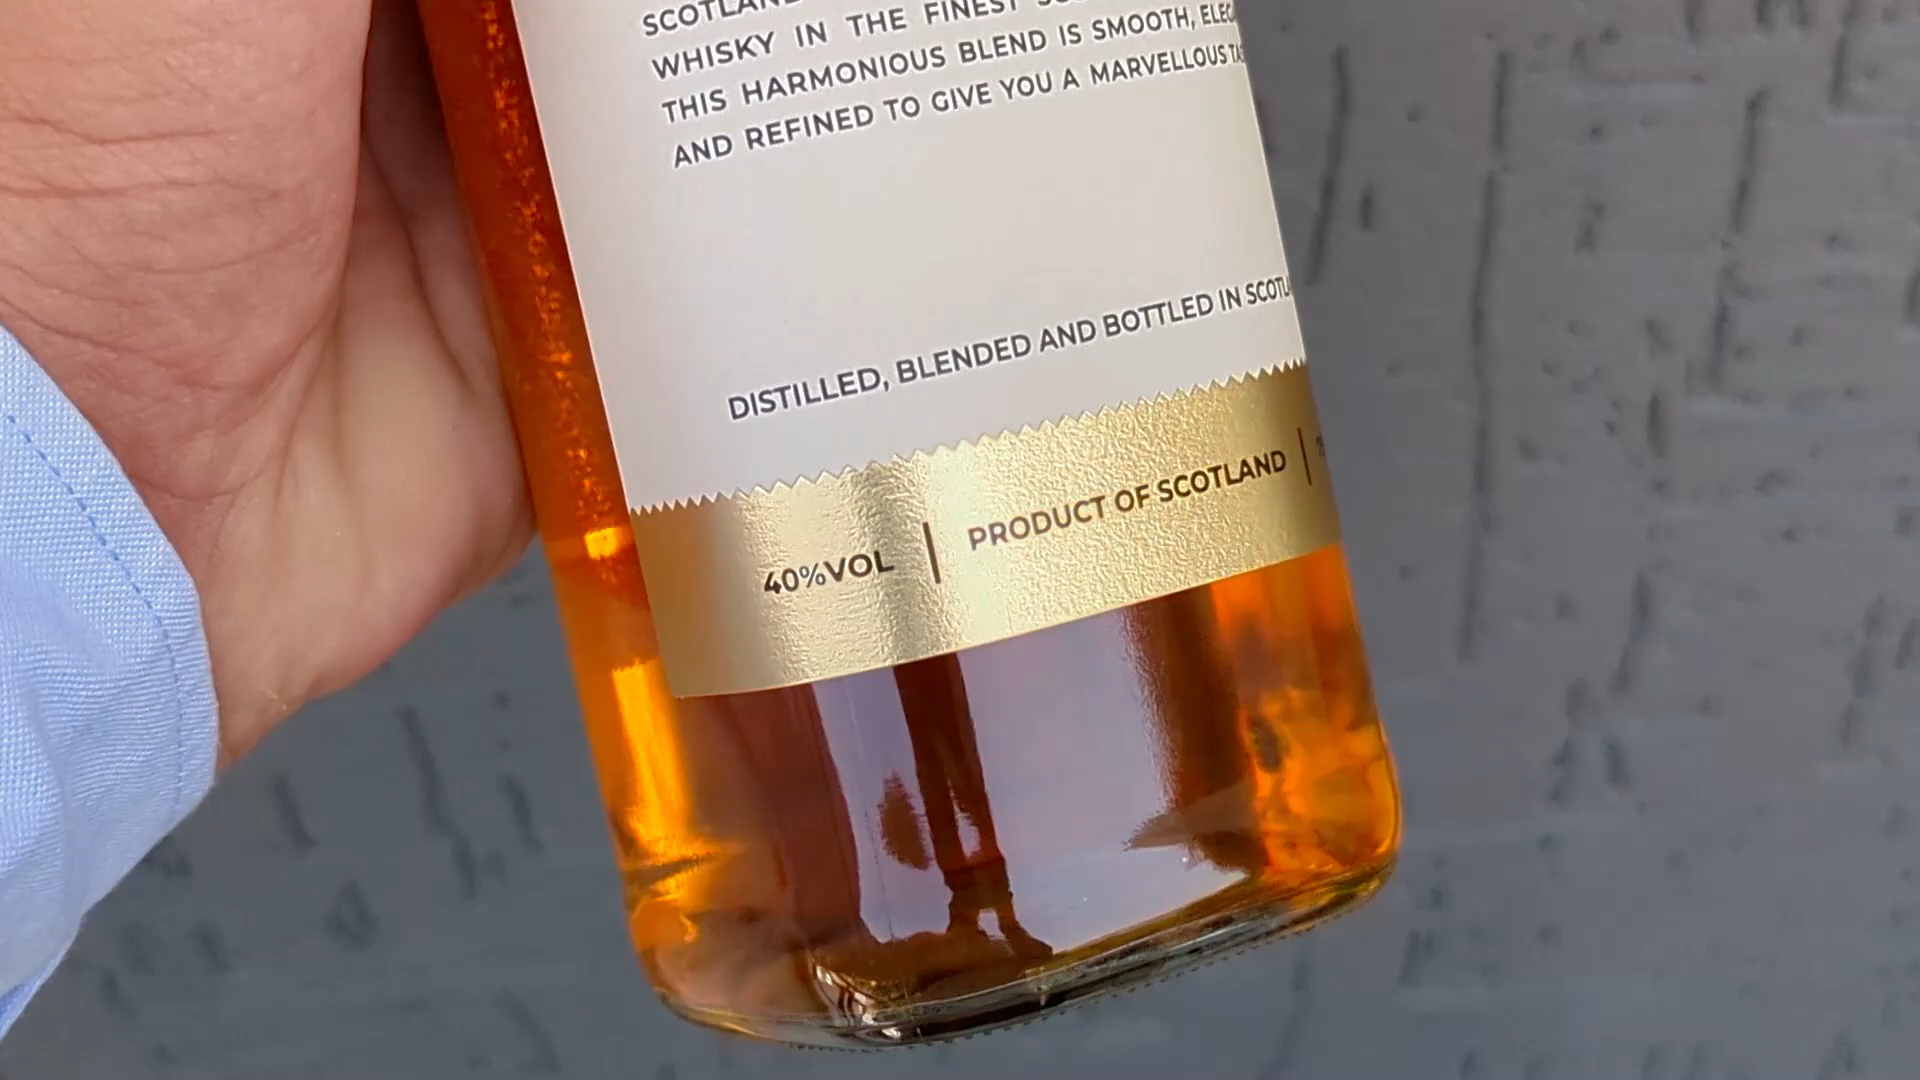 SCOTLAND
WHISKY IN THE FINEST
THIS HARMONIOUS BLEND IS SMOOTH,
AND REFINED TO GIVE YOU A MARVELLOUS
DISTILLED, BLENDED AND BOTTLED IN
40%VOL | PRODUCT OF SCOTLAND |